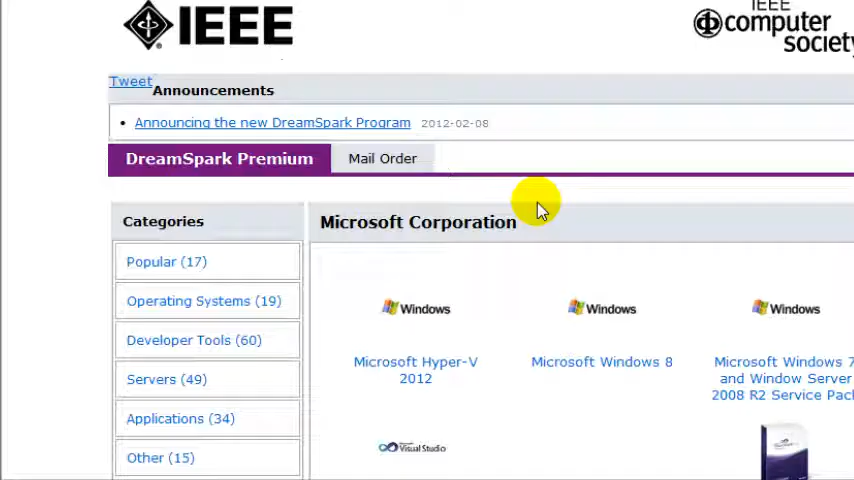 IEEE
IEEE
computer
society
Tweet
Announcements
Announcing the new DreamSpark Program 2012-02-08
DreamSpark Premium
Mail Order
Categories
Microsoft Corporation
Popular (17)
Operating Systems (19)
Developer Tools (60)
Servers (49)
Applications (34)
Other (15)
Windows
Windows
Windows
Microsoft Hyper-V
2012
Microsoft Windows 8
Microsoft Windows 7
and Window Server
2008 R2 Service Pack
Visual Studio